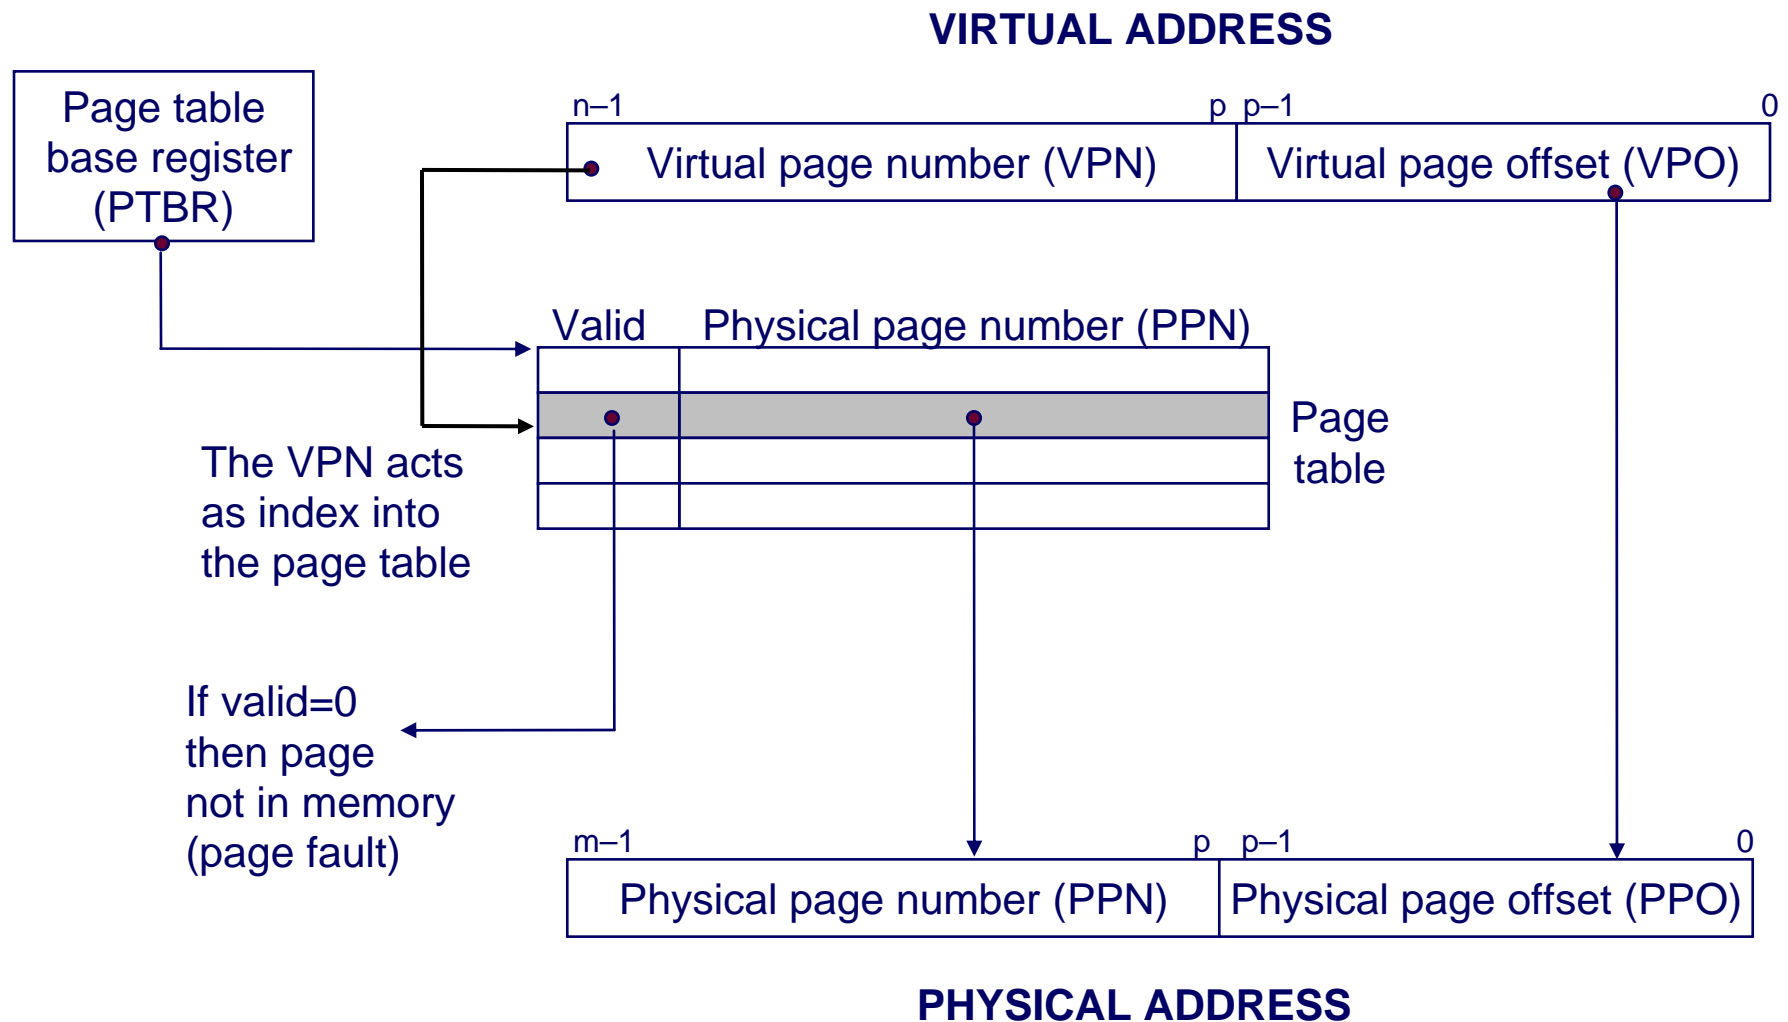 VIRTUAL ADDRESS
Page table
base register
(PTBR)
n–1
p
p–1
0
Virtual page number (VPN)
Virtual page offset (VPO)
Valid
Physical page number (PPN)
Page
table
The VPN acts
as index into
the page table
If valid=0
then page
not in memory
(page fault)
m–1
p
p–1
0
Physical page number (PPN)
Physical page offset (PPO)
PHYSICAL ADDRESS